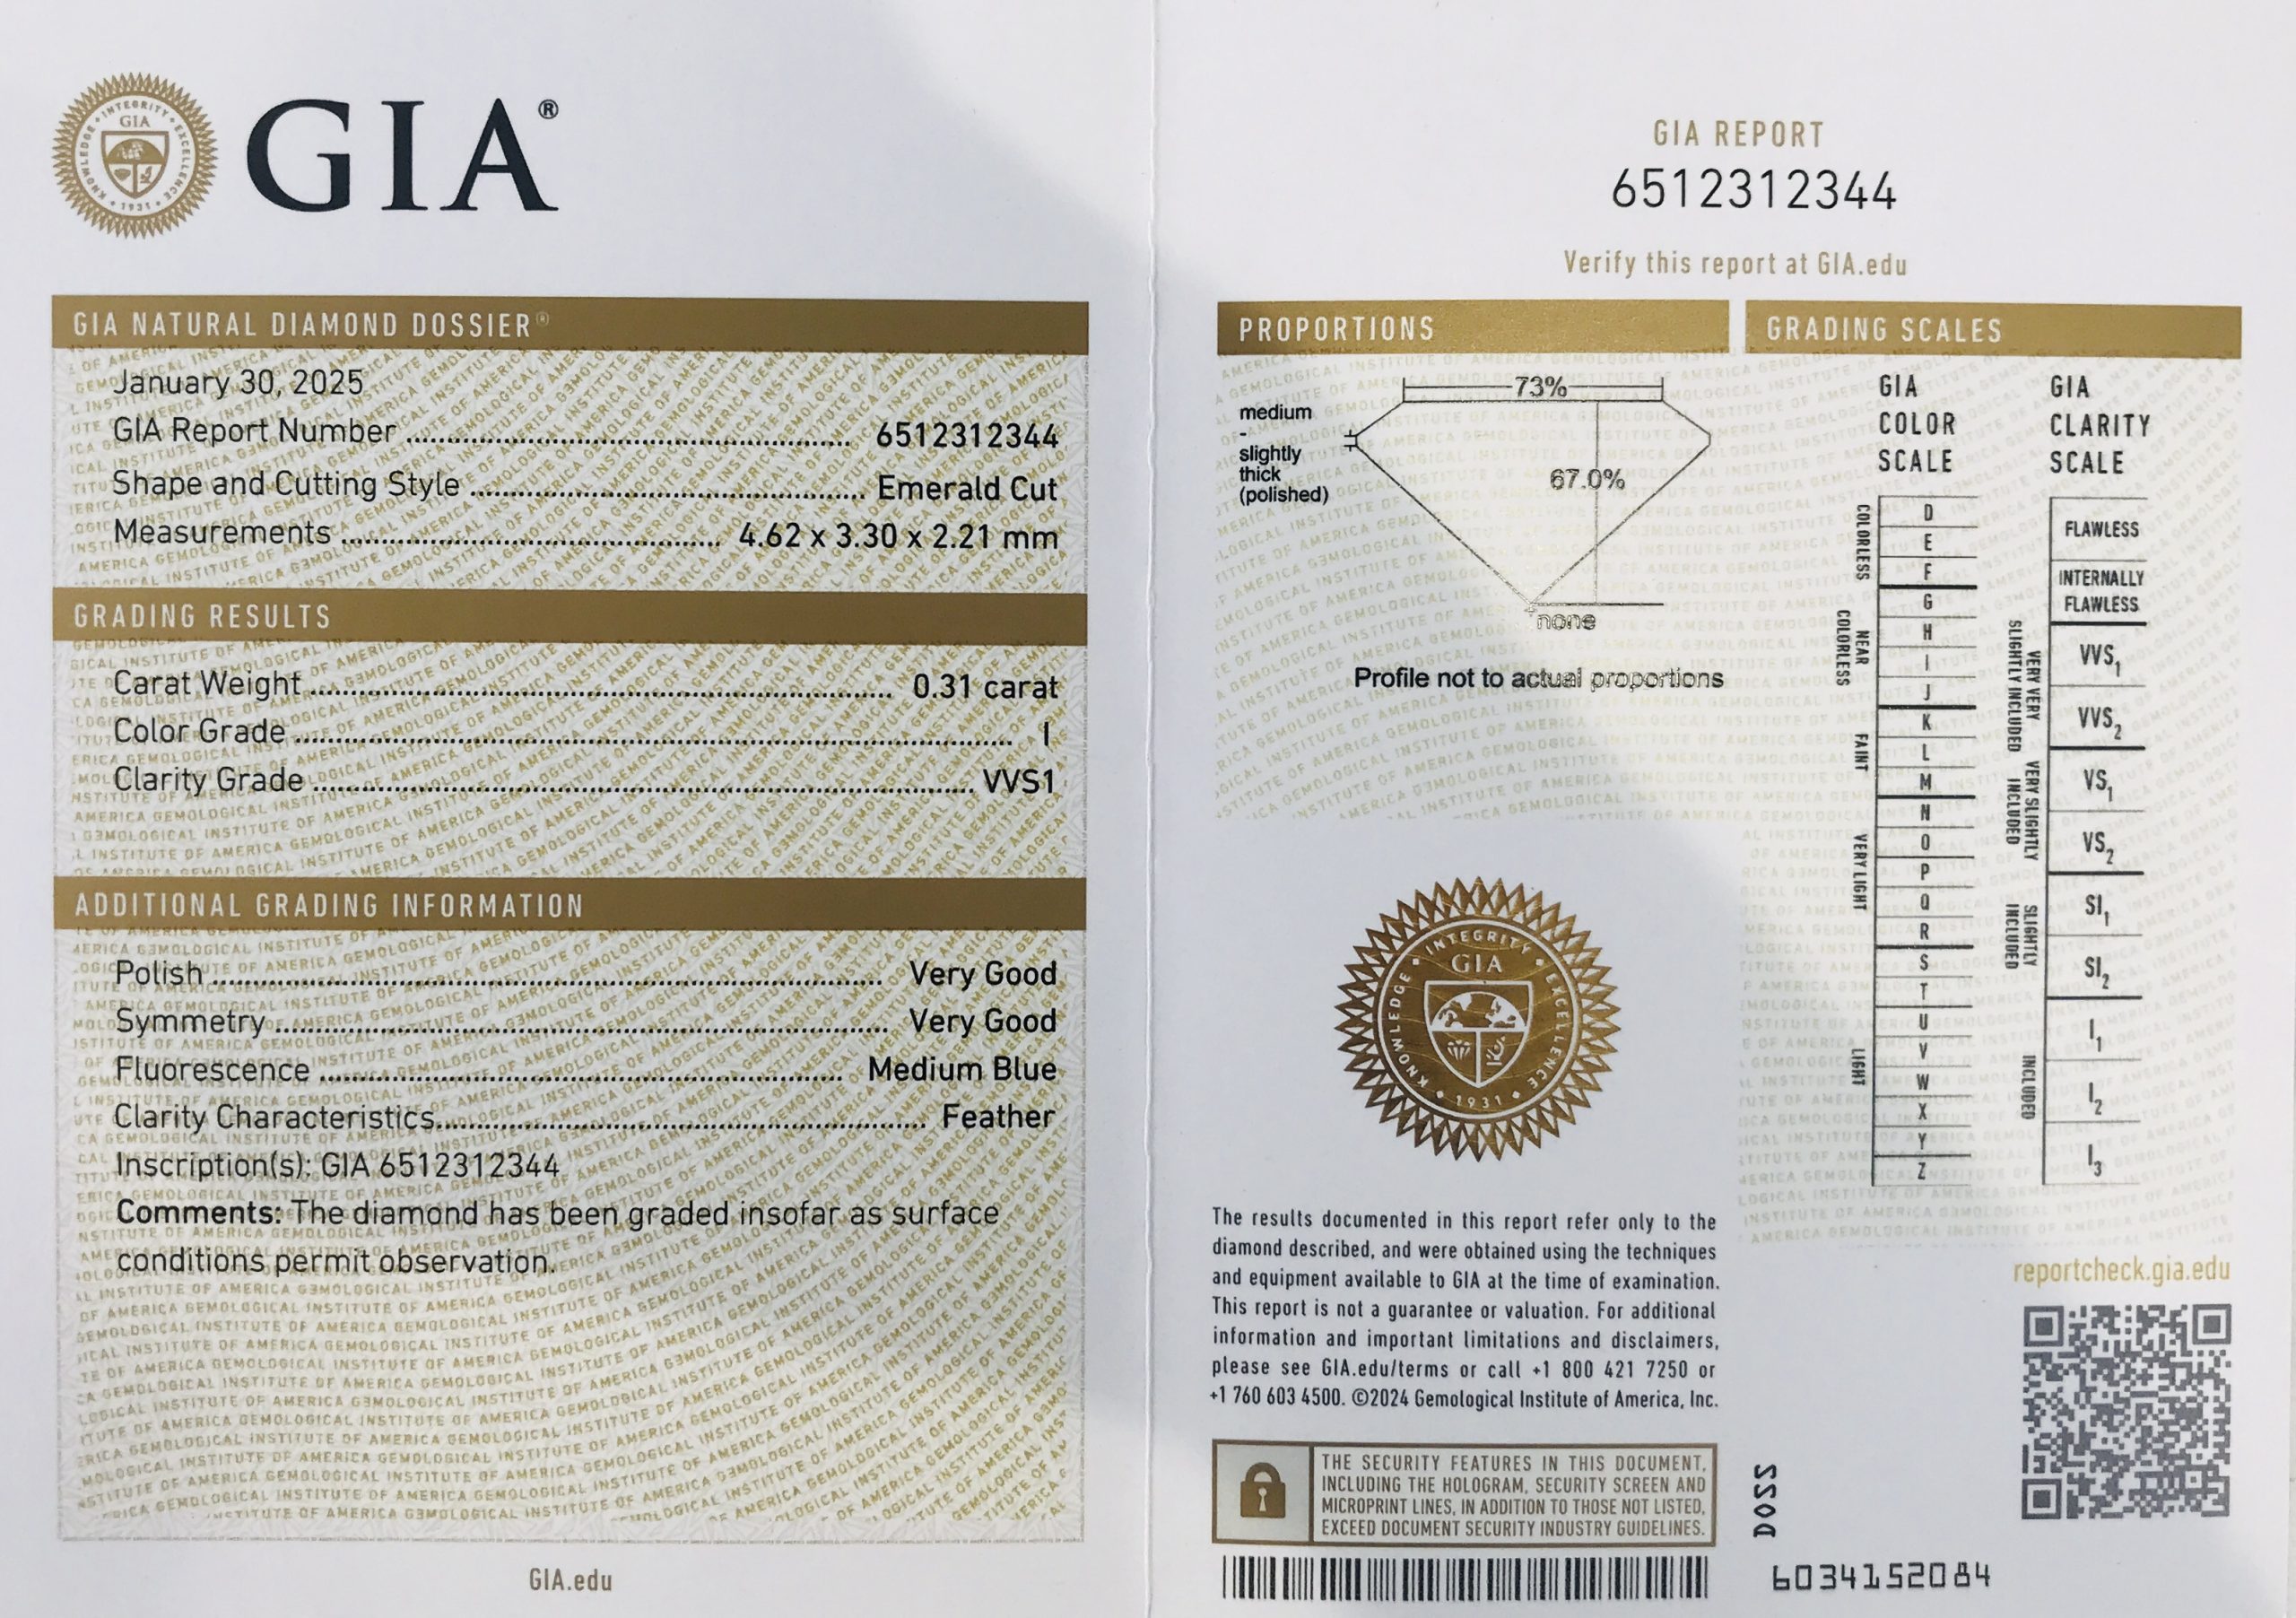 GIA®
INTEGRITY
GIA
KNOWLEDGE
EXCELLENCE
1931
GIA NATURAL DIAMOND DOSSIER®
January 30, 2025
GIA Report Number 6512312344
Shape and Cutting Style Emerald Cut
Measurements 4.62 x 3.30 x 2.21 mm
GRADING RESULTS
Carat Weight 0.31 carat
Color Grade I
Clarity Grade VVS1
ADDITIONAL GRADING INFORMATION
Polish Very Good
Symmetry Very Good
Fluorescence Medium Blue
Clarity Characteristics Feather
Inscription(s): GIA 6512312344
Comments: The diamond has been graded insofar as surface
conditions permit observation.
GIA.edu
GIA REPORT
6512312344
Verify this report at GIA.edu
PROPORTIONS
73%
medium
-
slightly
thick
(polished)
67.0%
none
Profile not to actual proportions
INTEGRITY
GIA
KNOWLEDGE
EXCELLENCE
1931
The results documented in this report refer only to the
diamond described, and were obtained using the techniques
and equipment available to GIA at the time of examination.
This report is not a guarantee or valuation. For additional
information and important limitations and disclaimers,
please see GIA.edu/terms or call +1 800 421 7250 or
+1 760 603 4500. ©2024 Gemological Institute of America, Inc.
THE SECURITY FEATURES IN THIS DOCUMENT,
INCLUDING THE HOLOGRAM, SECURITY SCREEN AND
MICROPRINT LINES, IN ADDITION TO THOSE NOT LISTED,
EXCEED DOCUMENT SECURITY INDUSTRY GUIDELINES.
GRADING SCALES
GIA
COLOR
SCALE
COLORLESS
D
E
F
NEAR
COLORLESS
G
H
I
J
FAINT
K
L
M
VERY LIGHT
N
O
P
Q
R
LIGHT
S
T
U
V
W
X
Y
Z
GIA
CLARITY
SCALE
FLAWLESS
INTERNALLY
FLAWLESS
VERY VERY
SLIGHTLY INCLUDED
VVS1
VVS2
VERY SLIGHTLY
INCLUDED
VS1
VS2
SLIGHTLY
INCLUDED
SI1
SI2
INCLUDED
I1
I2
I3
reportcheck.gia.edu
DOSS
6034152084